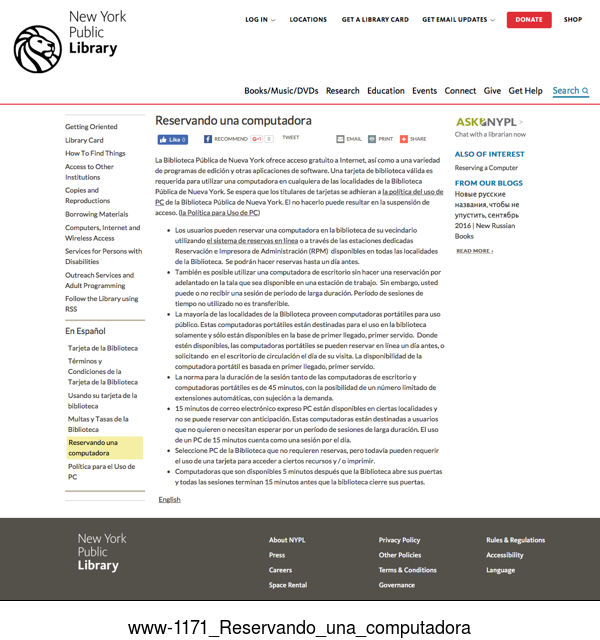 New York
Public
Library
LOG IN
LOCATIONS
GET A LIBRARY CARD
GET EMAIL UPDATES
DONATE
SHOP
Books/Music/DVDs
Research
Education
Events
Connect
Give
Get Help
Search
Getting Oriented
Library Card
How To Find Things
Access to Other
Institutions
Copies and
Reproductions
Borrowing Materials
Computers, Internet and
Wireless Access
Services for Persons with
Disabilities
Outreach Services and
Adult Programming
Follow the Library using
RSS
En Español
Tarjeta de la Biblioteca
Términos y
Condiciones de la
Tarjeta de la Biblioteca
Usando su tarjeta de la
biblioteca
Multas y Tasas de la
Biblioteca
Reservando una
computadora
Política para el Uso de
PC
Reservando una computadora
Like 0
RECOMMEND
G+1 0
TWEET
EMAIL
PRINT
SHARE
La Biblioteca Pública de Nueva York ofrece acceso gratuito a Internet, así como a una variedad
de programas de edición y otras aplicaciones de software. Una tarjeta de biblioteca válida es
requerida para utilizar una computadora en cualquiera de las localidades de la Biblioteca
Pública de Nueva York. Se espera que los titulares de tarjetas se adhieran a la política del uso de
PC de la Biblioteca Pública de Nueva York. El no hacerlo puede resultar en la suspensión de
acceso. (la Política para Uso de PC)
• Los usuarios pueden reservar una computadora en la biblioteca de su vecindario
utilizando el sistema de reservas en línea o a través de las estaciones dedicadas
Reservación e Impresora de Administración (RPM) disponibles en todas las localidades
de la Biblioteca. Se podrán hacer reservas hasta un día antes.
• También es posible utilizar una computadora de escritorio sin hacer una reservación por
adelantado en la tala que sea disponible en una estación de trabajo. Sin embargo, usted
puede o no recibir una sesión de período de larga duración. Período de sesiones de
tiempo no utilizado no es transferible.
• La mayoría de las localidades de la Biblioteca proveen computadoras portátiles para uso
público. Estas computadoras portátiles están destinadas para el uso en la biblioteca
solamente y sólo están disponibles en la base de primer llegado, primer servido. Donde
estén disponibles, las computadoras portátiles se pueden reservar en línea un día antes, o
solicitando en el escritorio de circulación el día de su visita. La disponibilidad de la
computadora portátil es basada en primer llegado, primer servido.
• La norma para la duración de la sesión tanto de las computadoras de escritorio y
computadoras portátiles es de 45 minutos, con la posibilidad de un número limitado de
extensiones automáticas, con sujeción a la demanda.
• 15 minutos de correo electrónico expreso PC están disponibles en ciertas localidades y
no se puede reservar con anticipación. Estas computadoras están destinadas a usuarios
que no quieren o necesitan esperar por un período de sesiones de larga duración. El uso
de un PC de 15 minutos cuenta como una sesión por el día.
• Seleccione PC de la Biblioteca que no requieren reservas, pero todavía pueden requerir
el uso de una tarjeta para acceder a ciertos recursos y / o imprimir.
• Computadoras que son disponibles 5 minutos después que la Biblioteca abre sus puertas
y todas las sesiones terminan 15 minutos antes que la biblioteca cierre sus puertas.
English
ASK NYPL >
Chat with a librarian now
ALSO OF INTEREST
Reserving a Computer
FROM OUR BLOGS
Новые русские
названия, чтобы не
упустить, сентябрь
2016 | New Russian
Books
READ MORE ›
New York
Public
Library
About NYPL
Press
Careers
Space Rental
Privacy Policy
Other Policies
Terms & Conditions
Governance
Rules & Regulations
Accessibility
Language
www-1171_Reservando_una_computadora